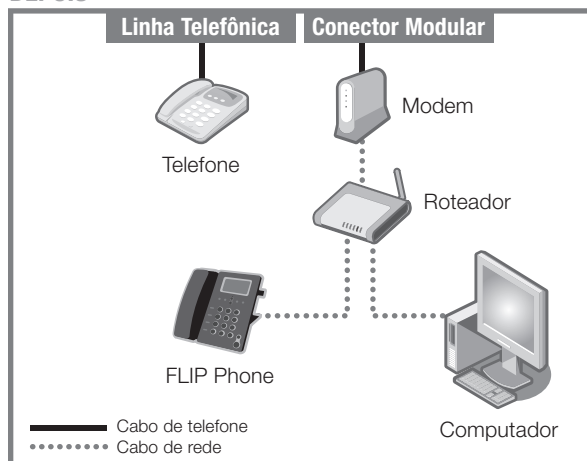 Linha Telefônica
Conector Modular
Modem
Telefone
Roteador
FLIP Phone
Computador
Cabo de telefone
Cabo de rede